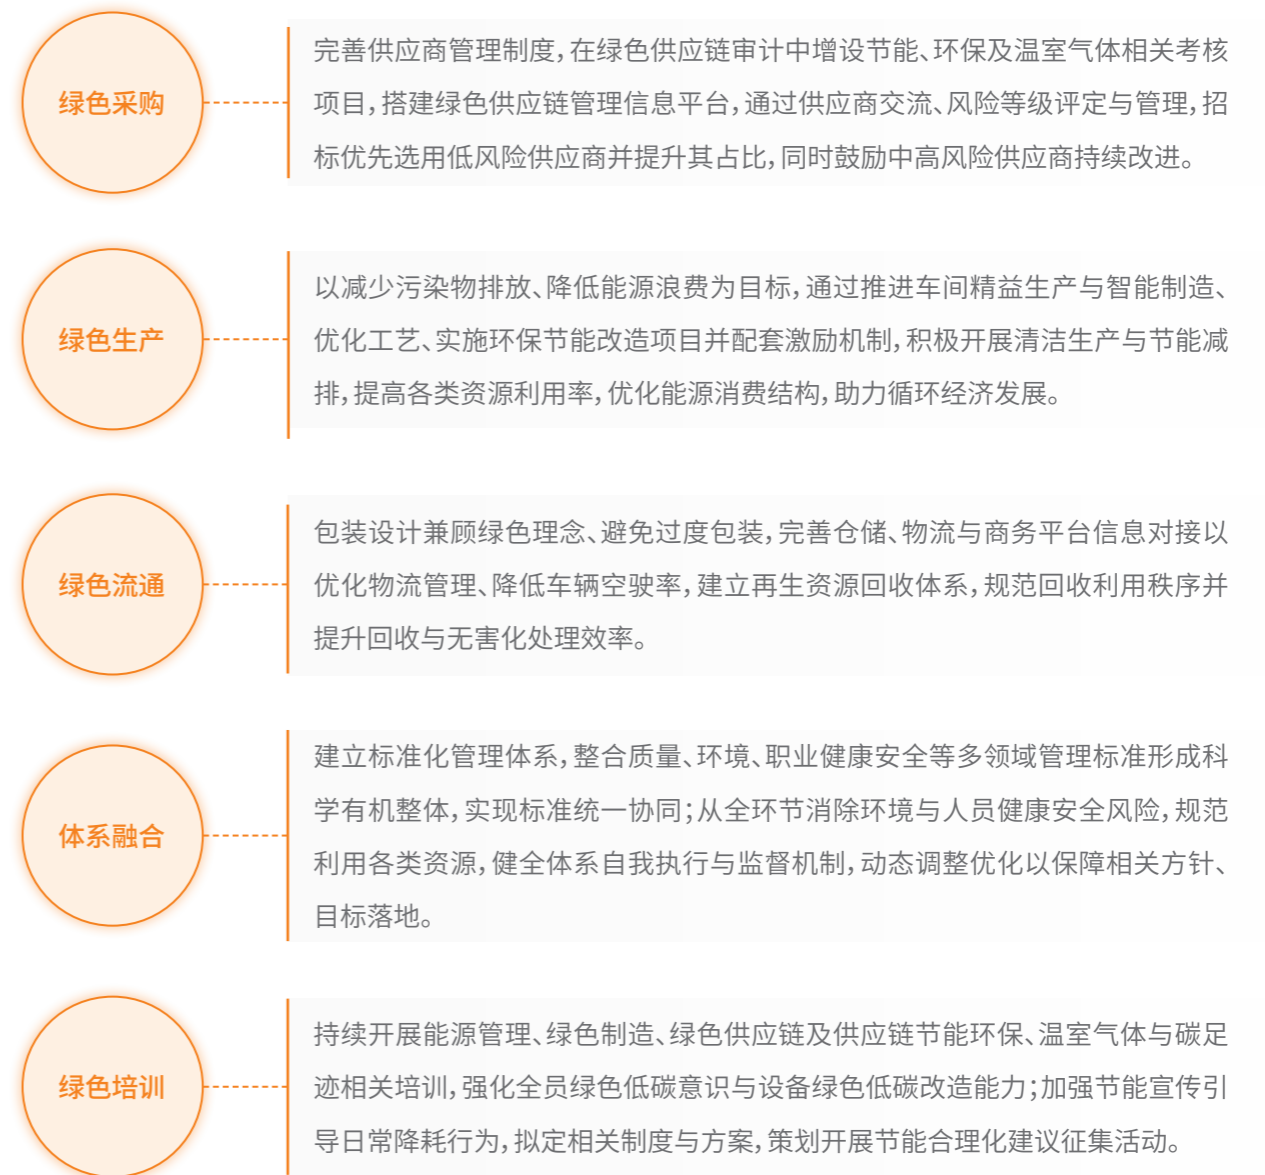 绿色采购
完善供应商管理制度，在绿色供应链审计中增设节能、环保及温室气体相关考核
项目，搭建绿色供应链管理信息平台，通过供应商交流、风险等级评定与管理，招
标优先选用低风险供应商并提升其占比，同时鼓励中高风险供应商持续改进。
绿色生产
以减少污染物排放、降低能源浪费为目标，通过推进车间精益生产与智能制造、
优化工艺、实施环保节能改造项目并配套激励机制，积极开展清洁生产与节能减
排，提高各类资源利用率，优化能源消费结构，助力循环经济发展。
绿色流通
包装设计兼顾绿色理念、避免过度包装，完善仓储、物流与商务平台信息对接以
优化物流管理、降低车辆空驶率，建立再生资源回收体系，规范回收利用秩序并
提升回收与无害化处理效率。
体系融合
建立标准化管理体系，整合质量、环境、职业健康安全等多领域管理标准形成科
学有机整体，实现标准统一协同；从全环节消除环境与人员健康安全风险，规范
利用各类资源，健全体系自我执行与监督机制，动态调整优化以保障相关方针、
目标落地。
绿色培训
持续开展能源管理、绿色制造、绿色供应链及供应链节能环保、温室气体与碳足
迹相关培训，强化全员绿色低碳意识与设备绿色低碳改造能力；加强节能宣传引
导日常降耗行为，拟定相关制度与方案，策划开展节能合理化建议征集活动。